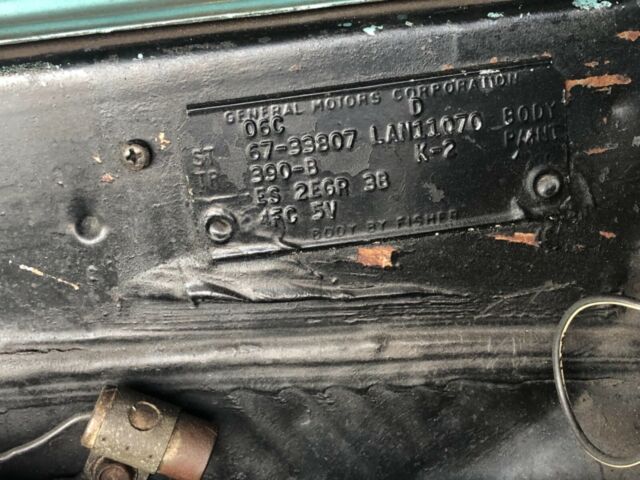 GENERAL MOTORS CORPORATION
06C D
ST 67-33807 LAN11070 BODY
TR 390-B K-2 PAINT
ES 2EGR 3B
4FC 5V
BODY BY FISHER